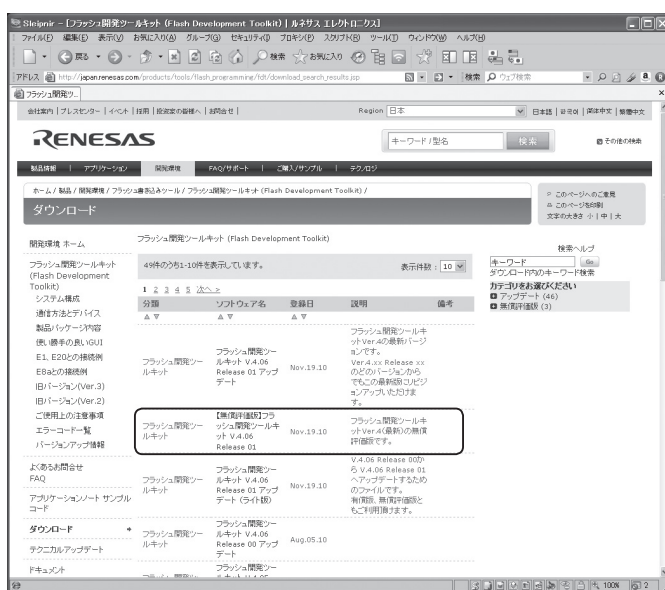 Sleipnir - [フラッシュ開発ツールキット (Flash Development Toolkit) | ルネサス エレクトロニクス]
ファイル(F) 編集(E) 表示(V) お気に入り(A) グループ(G) セキュリティ(I) プロキシ(P) スクリプト(R) ツール(T) ウィンドウ(W) ヘルプ(H)
戻る 検索 お気に入り
アドレス http://japan.renesas.com/products/tools/flash_programming/fdt/download_search_results.jsp 検索 ウェブ検索
フラッシュ開発ツ...
会社案内 | プレスセンター | イベント | 採用 | 投資家の皆様へ | お問合せ | Region 日本 日本語 | 한국어 | 简体中文 | 繁體中文
RENESAS キーワード/型名 検索 その他の検索
製品情報 | アプリケーション | 開発環境 | FAQ/サポート | ご購入/サンプル | テクノロジ
ホーム / 製品 / 開発環境 / フラッシュ書き込みツール / フラッシュ開発ツールキット (Flash Development Toolkit) /
ダウンロード
このページへのご意見
このページを印刷
文字の大きさ 小 | 中 | 大
開発環境 ホーム
フラッシュ開発ツールキット (Flash Development Toolkit)
システム構成
通信方法とデバイス
製品パッケージ内容
使い勝手の良いGUI
E1, E20との接続例
E8aとの接続例
旧バージョン(Ver.3)
旧バージョン(Ver.2)
ご使用上の注意事項
エラーコード一覧
バージョンアップ情報
よくあるお問合せ
FAQ
アプリケーションノート サンプルコード
ダウンロード
テクニカルアップデート
ドキュメント
フラッシュ開発ツールキット (Flash Development Toolkit)
49件のうち1-10件を表示しています。 表示件数: 10
1 2 3 4 5 次へ >
分類 ソフトウェア名 登録日 説明 備考
△ ▽ △ ▽ △ ▽
フラッシュ開発ツールキット フラッシュ開発ツールキット V.4.06 Release 01 アップデート Nov.19.10 フラッシュ開発ツールキットVer.4の最新バージョンです。 Ver.4.xx Release xx のどのバージョンからでもこの最新版にリビジョンアップいただけます。
フラッシュ開発ツールキット 【無償評価版】フラッシュ開発ツールキット V.4.06 Release 01 Nov.19.10 フラッシュ開発ツールキットVer.4(最新)の無償評価版です。
フラッシュ開発ツールキット フラッシュ開発ツールキット V.4.06 Release 01 アップデート (ライト版) Nov.19.10 V.4.06 Release 00から V.4.06 Release 01 へアップデートするためのファイルです。 有償版、無償評価版ともご利用頂けます。
フラッシュ開発ツールキット フラッシュ開発ツールキット V.4.06 Release 00 アップデート Aug.05.10
フラッシュ開発ツー
検索ヘルプ
キーワード Go
ダウンロード内のキーワード検索
カテゴリをお選びください
アップデート (46)
無償評価版 (3)
100% 2